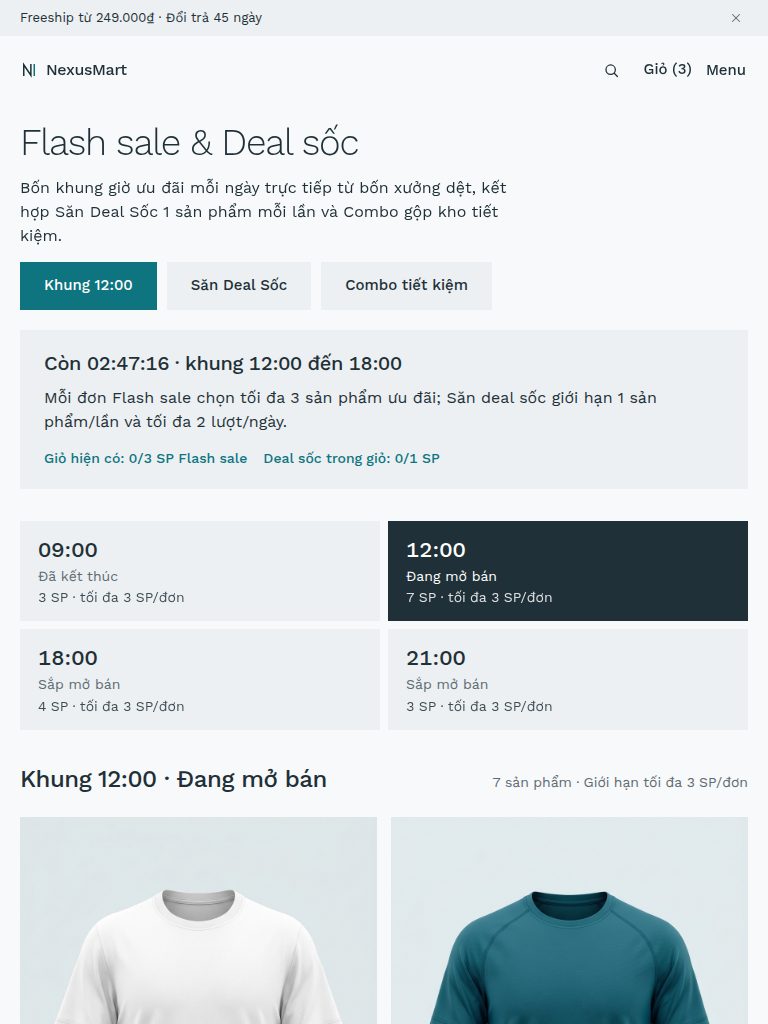 Freeship từ 249.000₫ · Đổi trả 45 ngày
NexusMart
Giỏ (3)
Menu
Flash sale & Deal sốc
Bốn khung giờ ưu đãi mỗi ngày trực tiếp từ bốn xưởng dệt, kết
hợp Săn Deal Sốc 1 sản phẩm mỗi lần và Combo gộp kho tiết
kiệm.
Khung 12:00
Săn Deal Sốc
Combo tiết kiệm
Còn 02:47:16 · khung 12:00 đến 18:00
Mỗi đơn Flash sale chọn tối đa 3 sản phẩm ưu đãi; Săn deal sốc giới hạn 1 sản
phẩm/lần và tối đa 2 lượt/ngày.
Giỏ hiện có: 0/3 SP Flash sale
Deal sốc trong giỏ: 0/1 SP
09:00
Đã kết thúc
3 SP · tối đa 3 SP/đơn
12:00
Đang mở bán
7 SP · tối đa 3 SP/đơn
18:00
Sắp mở bán
4 SP · tối đa 3 SP/đơn
21:00
Sắp mở bán
3 SP · tối đa 3 SP/đơn
Khung 12:00 · Đang mở bán
7 sản phẩm · Giới hạn tối đa 3 SP/đơn